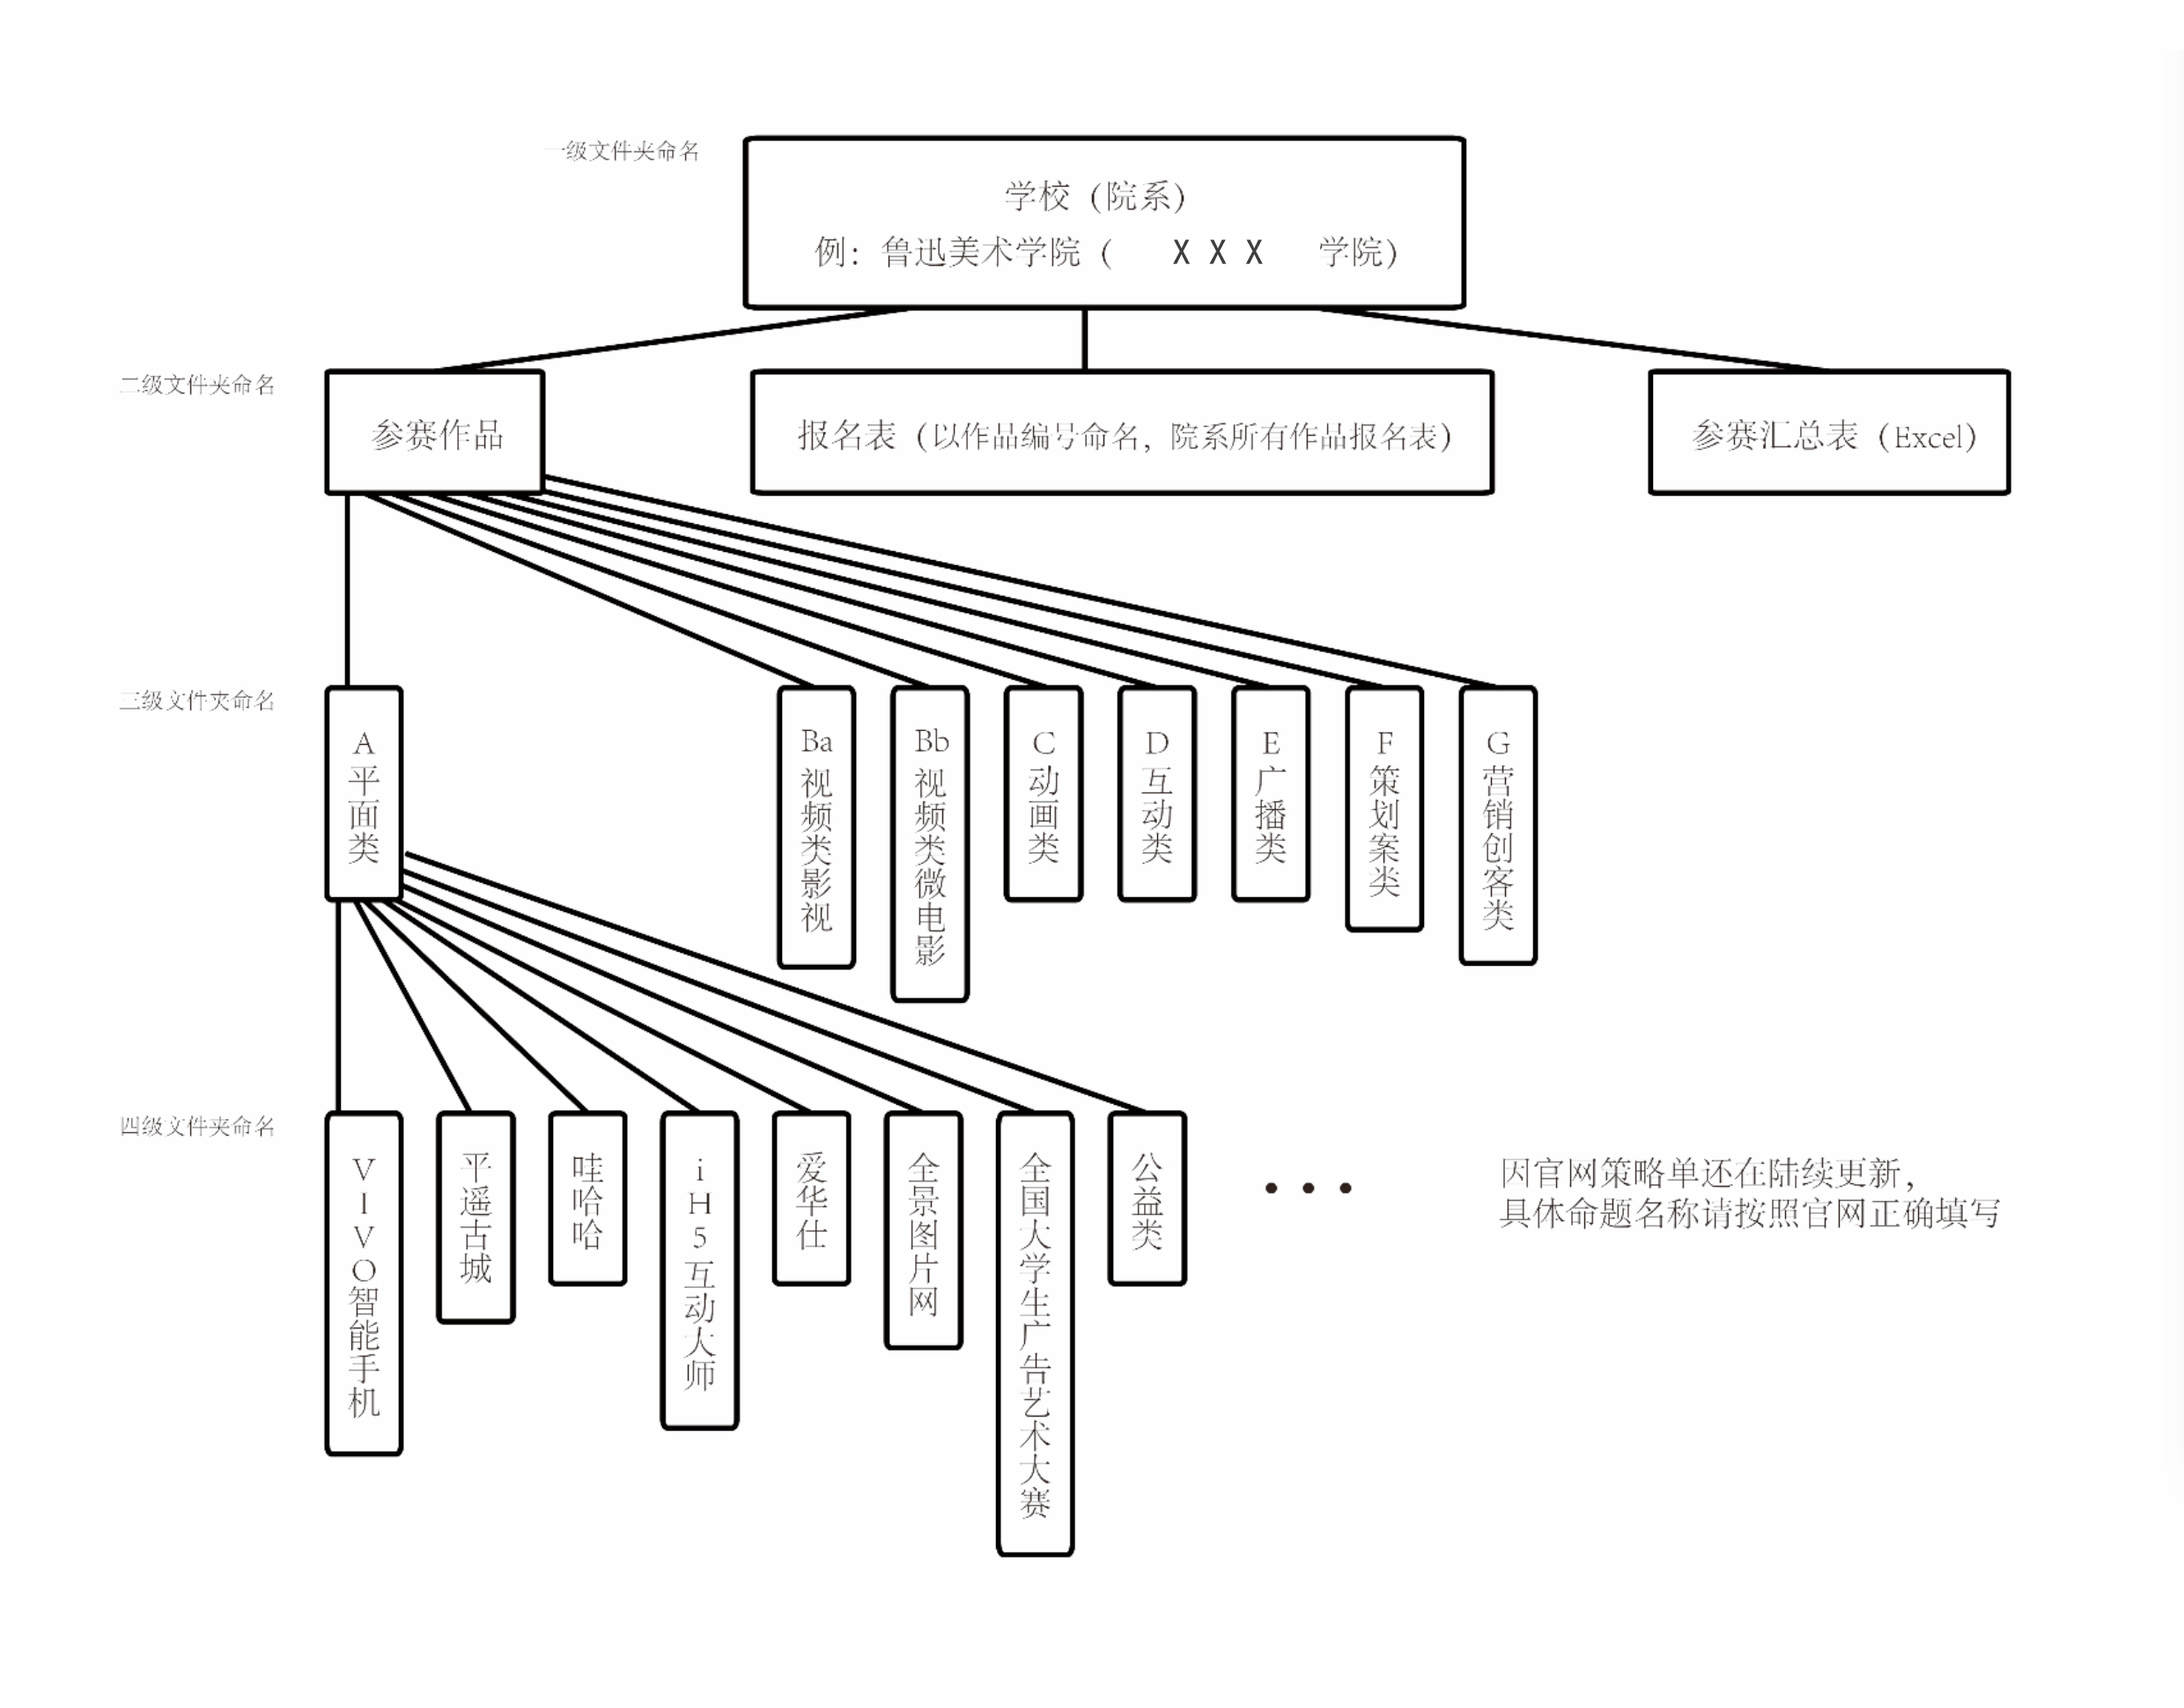 一级文件夹命名
学校（院系）
例：鲁迅美术学院（ X X X 学院）
二级文件夹命名
参赛作品
报名表（以作品编号命名，院系所有作品报名表）
参赛汇总表（Excel）
三级文件夹命名
A平面类
Ba视频类影视
Bb视频类微电影
C动画类
D互动类
E广播类
F策划案类
G营销创客类
四级文件夹命名
VIVO智能手机
平遥古城
哇哈哈
iH5互动大师
爱华仕
全景图片网
全国大学生广告艺术大赛
公益类
•••
因官网策略单还在陆续更新，
具体命题名称请按照官网正确填写